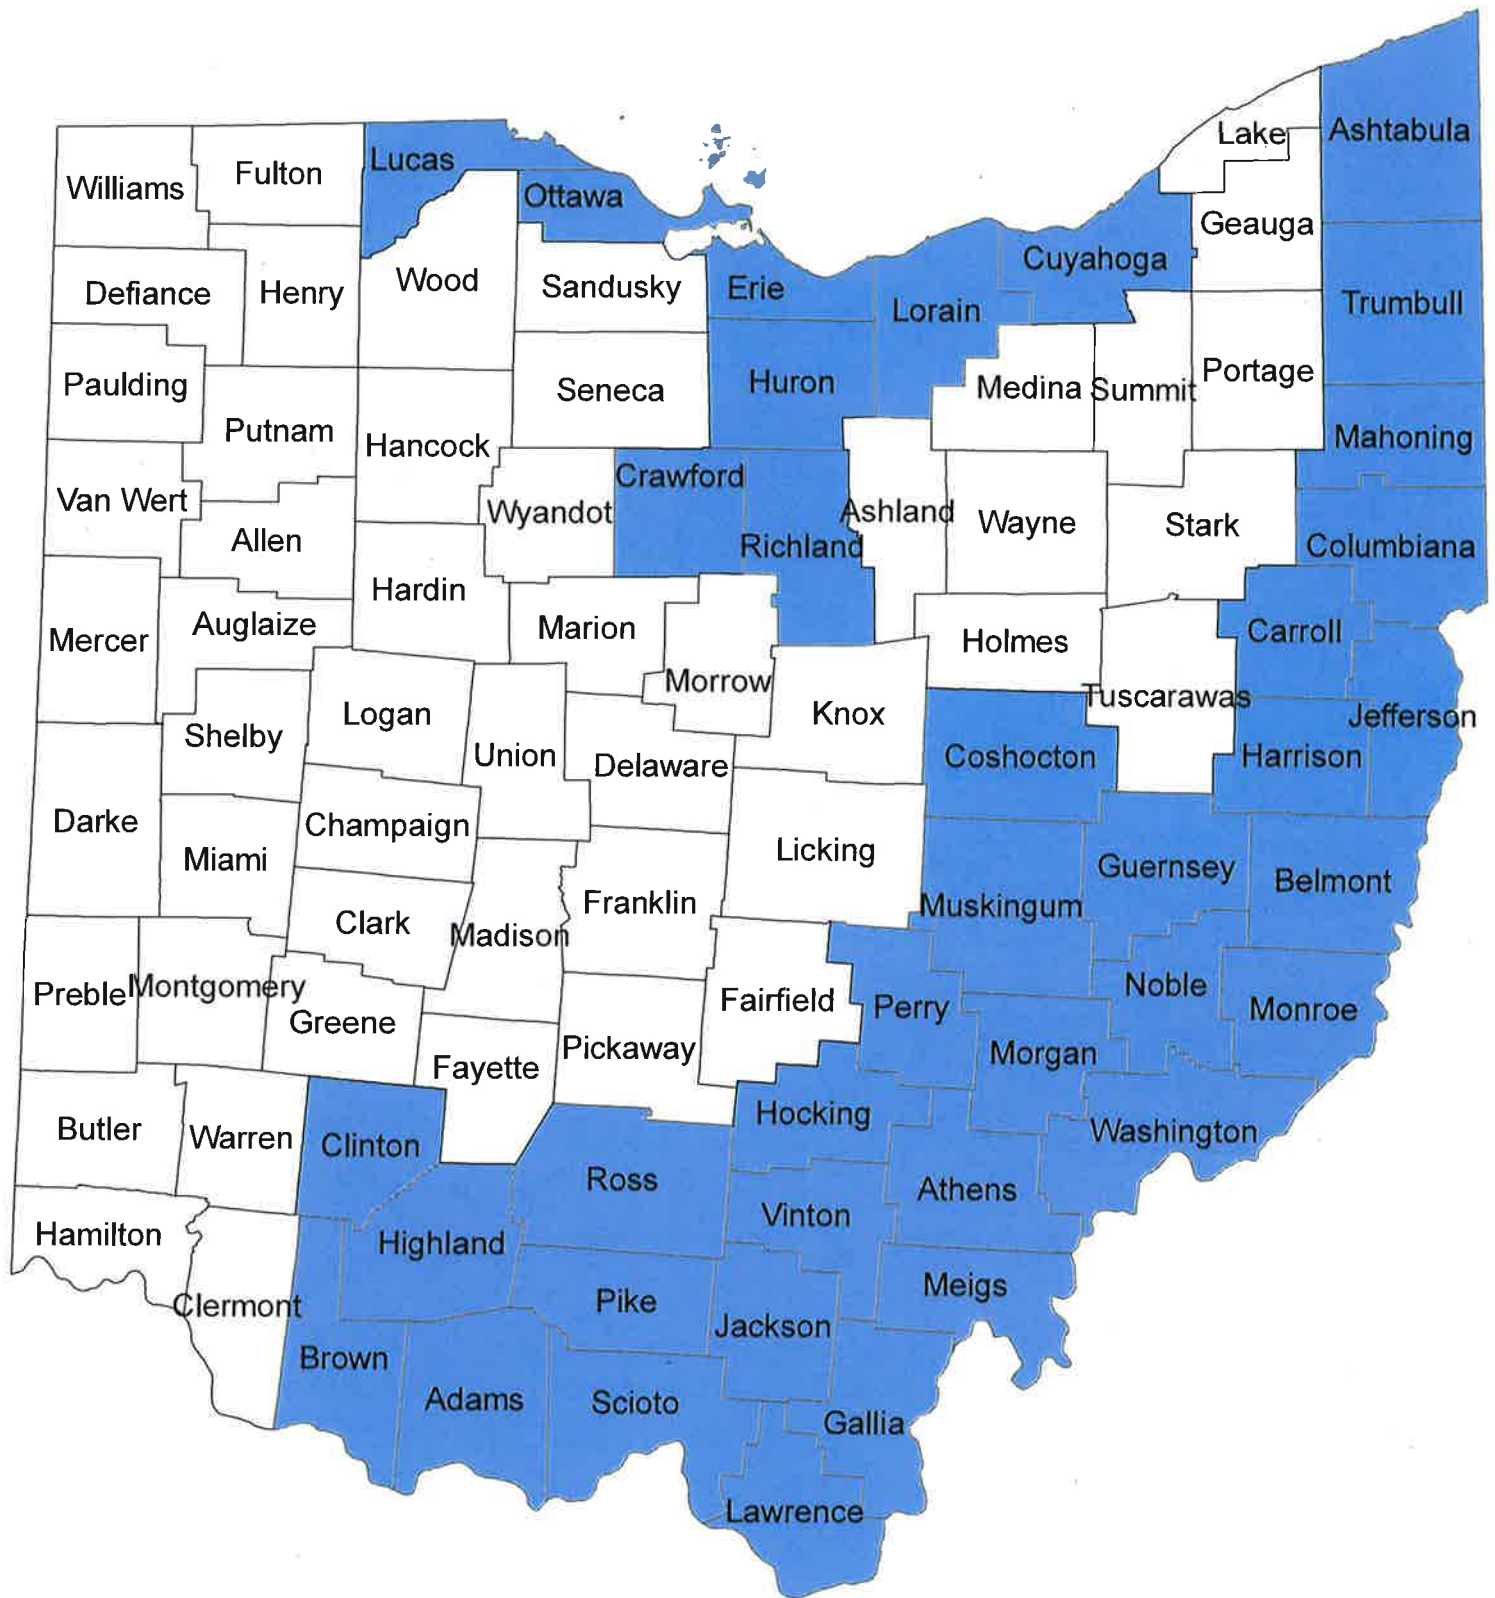 Lake
Ashtabula
Lucas
Fulton
Williams
Ottawa
Geauga
Cuyahoga
Wood
Sandusky
Erie
Henry
Defiance
Lorain
Trumbull
Portage
Huron
Paulding
Medina
Summit
Seneca
Putnam
Mahoning
Hancock
Crawford
Van Wert
Wyandot
Ashland
Wayne
Stark
Allen
Richland
Columbiana
Hardin
Auglaize
Marion
Carroll
Mercer
Holmes
Morrow
Tuscarawas
Logan
Knox
Jefferson
Shelby
Union
Delaware
Coshocton
Harrison
Darke
Champaign
Licking
Miami
Guernsey
Belmont
Franklin
Muskingum
Clark
Madison
Preble
Montgomery
Noble
Fairfield
Perry
Monroe
Greene
Pickaway
Morgan
Fayette
Hocking
Butler
Warren
Washington
Clinton
Ross
Athens
Vinton
Hamilton
Highland
Meigs
Clermont
Pike
Jackson
Brown
Adams
Scioto
Gallia
Lawrence